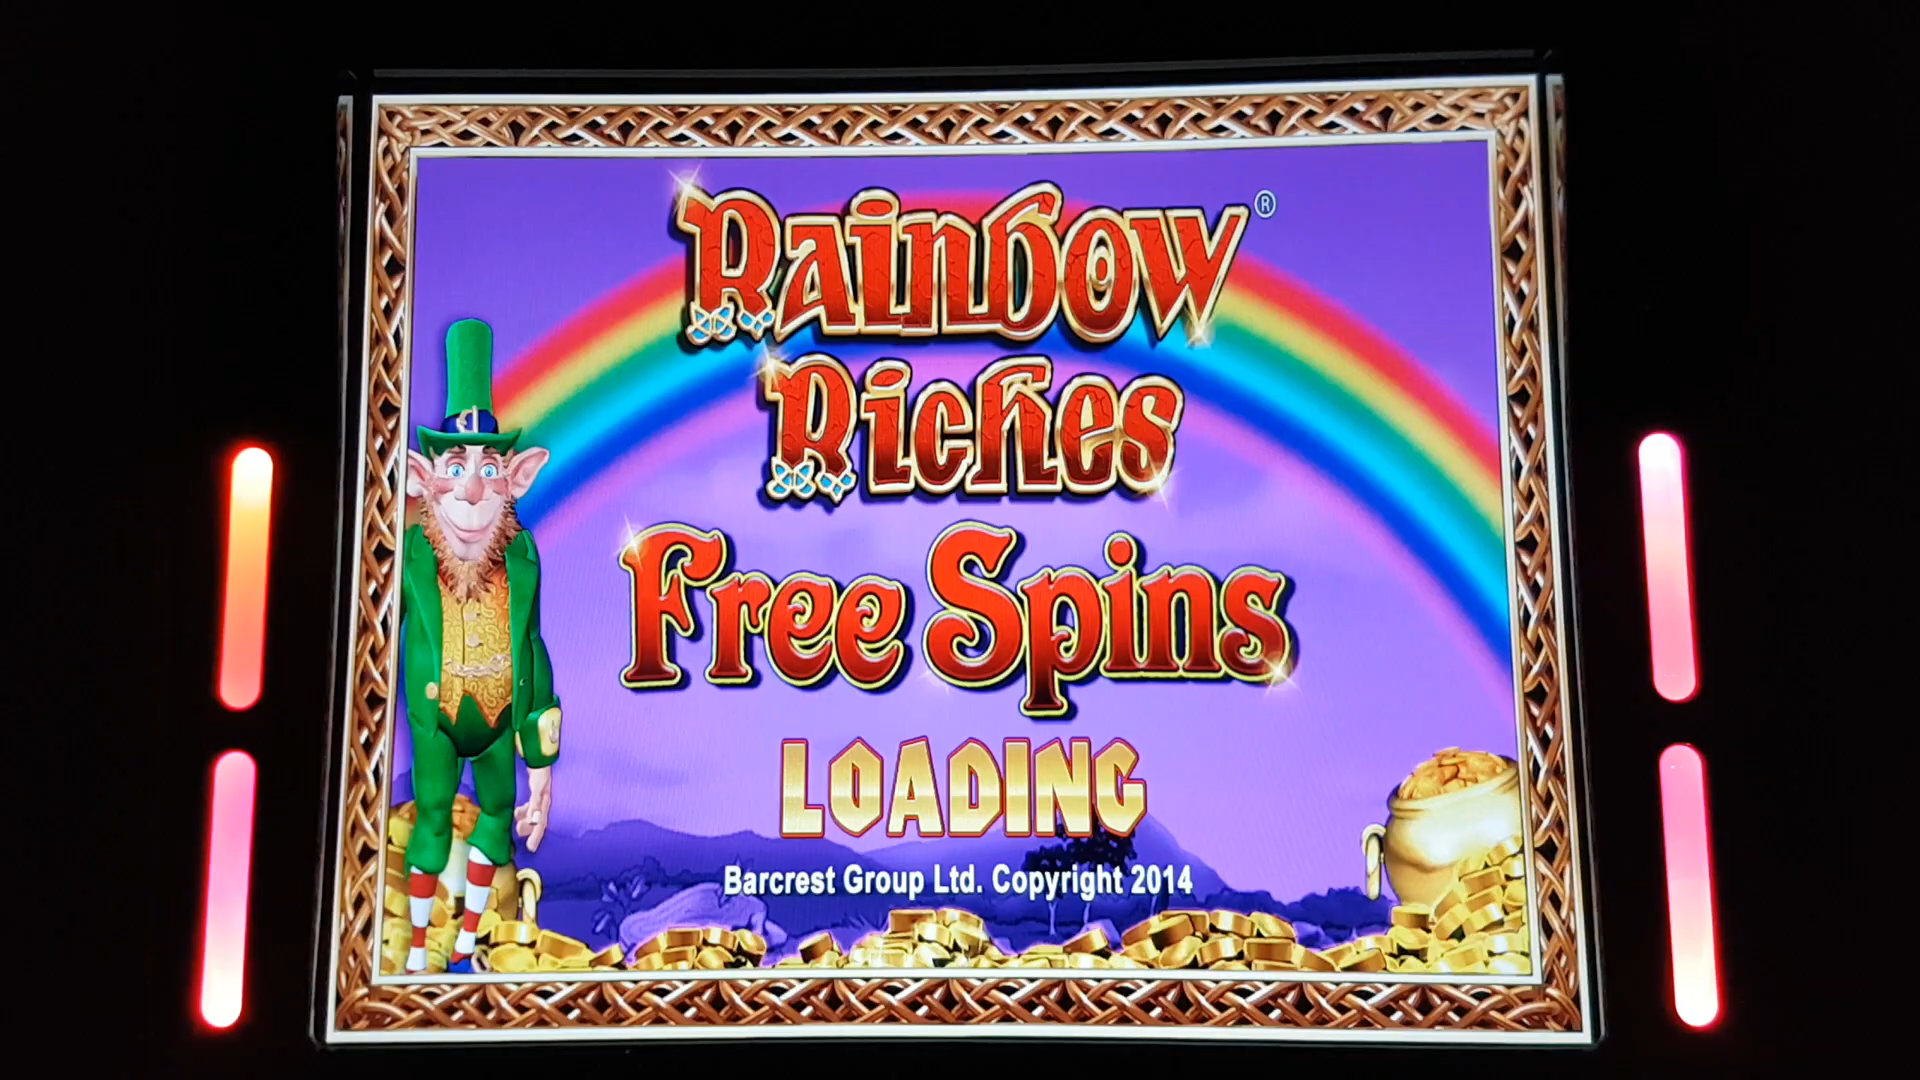 Rainbow ®
Riches
Free Spins
LOADING
Barcrest Group Ltd. Copyright 2014